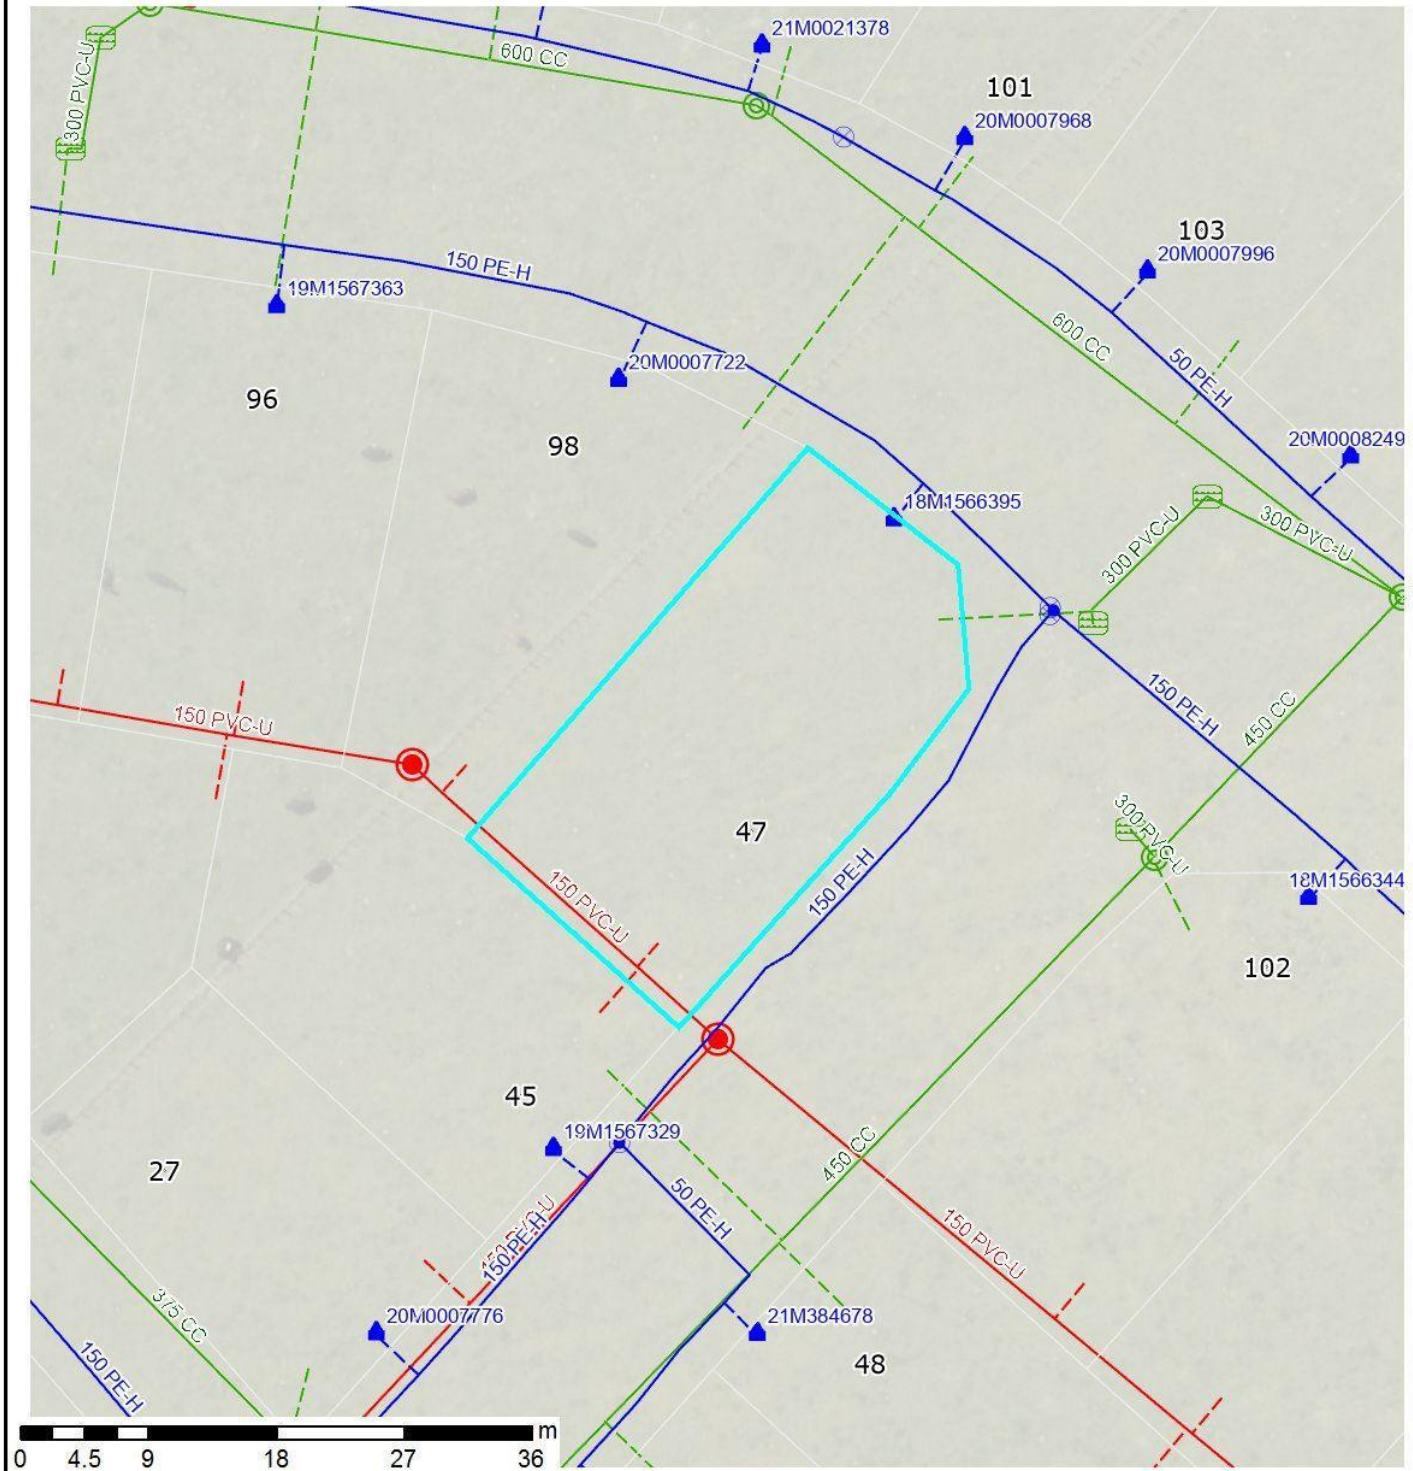 21M0021378
600 CC
300 PVC-U
101
20M0007968
103
20M0007996
150 PE-H
19M1567363
600 CC
20M0007722
50 PE-H
96
98
20M0008249
18M1566395
300 PVC-U
300 PVC-U
150 PVC-U
150 PE-H
450 CC
47
300 PVC-U
150 PE-H
150 PVC-U
18M1566344
102
45
19M1567329
450 CC
27
50 PE-H
150 PVC-U
150 PE-H
150 PVC-U
375 CC
20M0007776
21M384678
150 PE-H
48
m
0 4.5 9 18 27 36